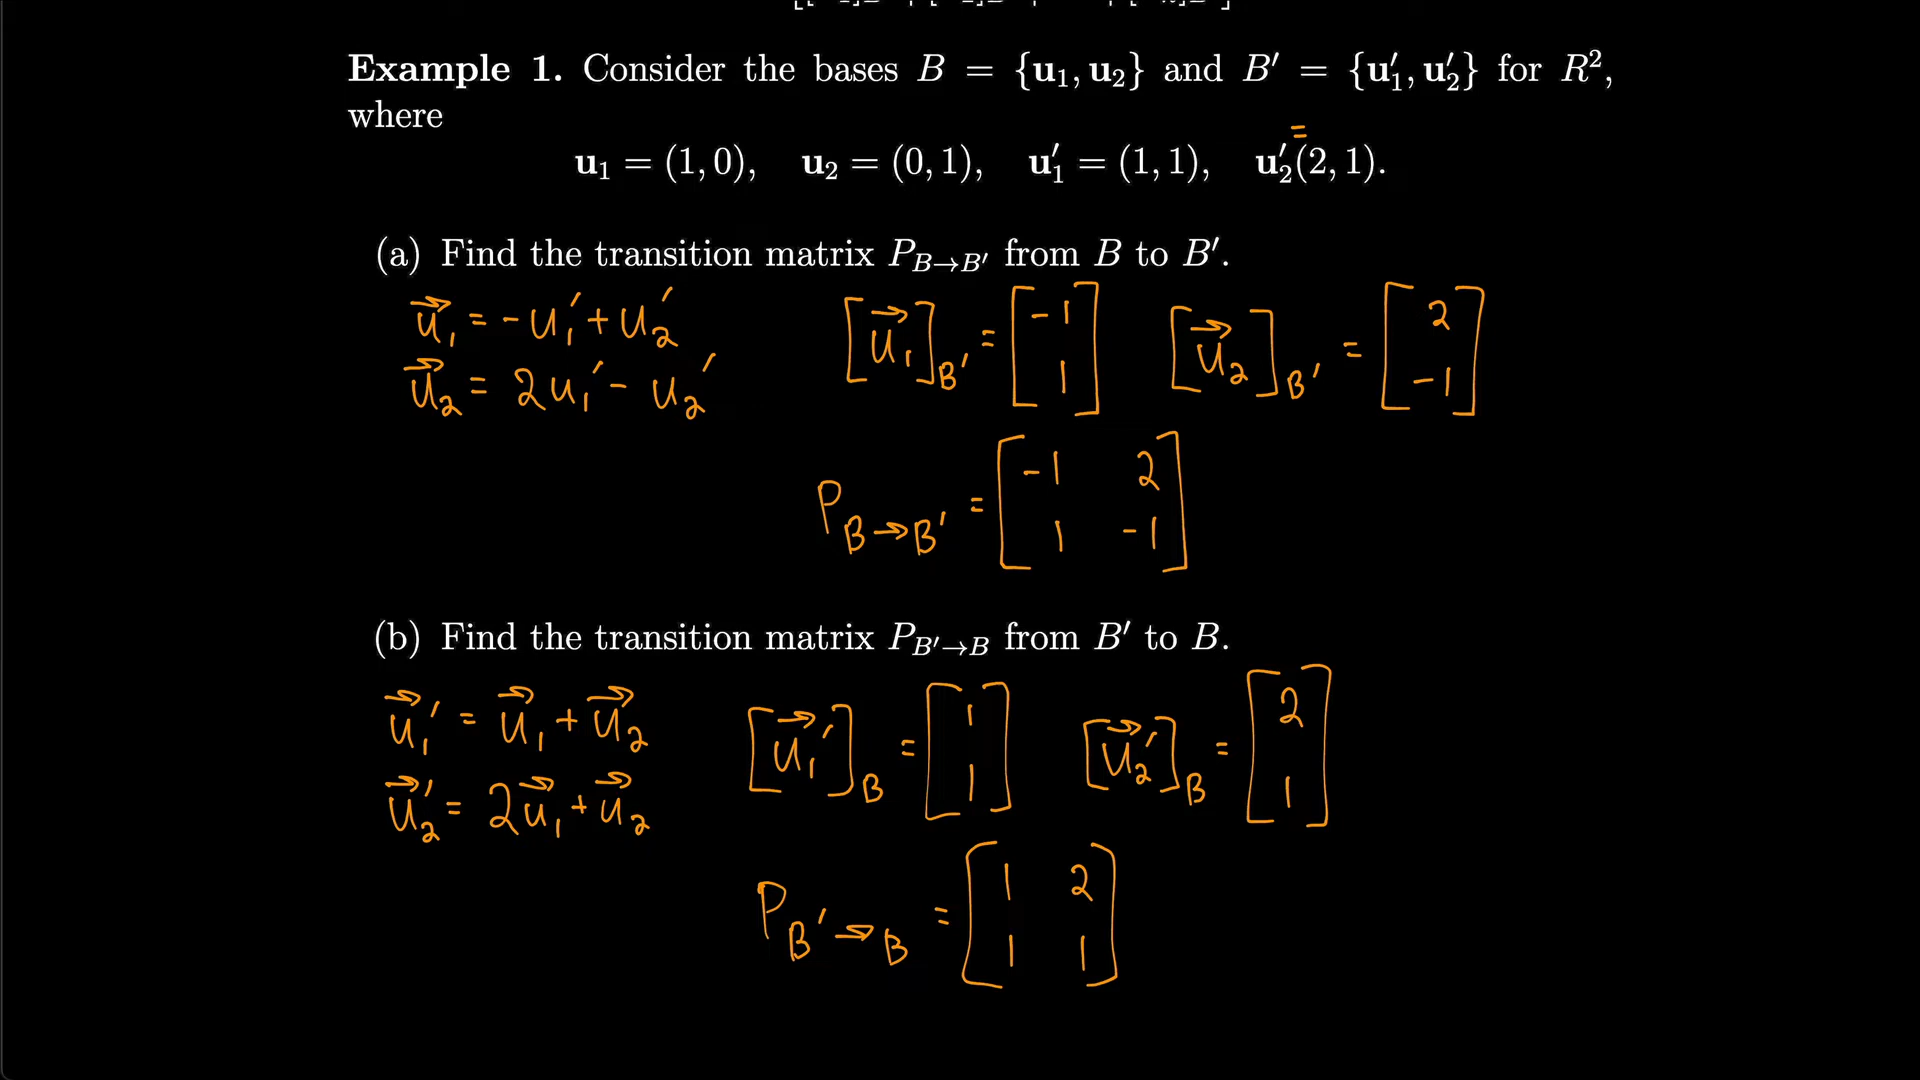 Example 1. Consider the bases B = {u₁, u₂} and B′ = {u′₁, u′₂} for R²,
where
u₁ = (1, 0), u₂ = (0, 1), u′₁ = (1, 1), u′₂ = (2, 1).
(a) Find the transition matrix P_{B→B′} from B to B′.
u⃗₁ = -u₁′ + u₂′ [u⃗₁]_{B′} = [-1; 1] [u⃗₂]_{B′} = [2; -1]
u⃗₂ = 2u₁′ - u₂′
P_{B→B′} = [-1 2; 1 -1]
(b) Find the transition matrix P_{B′→B} from B′ to B.
u⃗₁′ = u⃗₁ + u⃗₂ [u⃗₁′]_B = [1; 1] [u⃗₂′]_B = [2; 1]
u⃗₂′ = 2u⃗₁ + u⃗₂
P_{B′→B} = [1 2; 1 1]